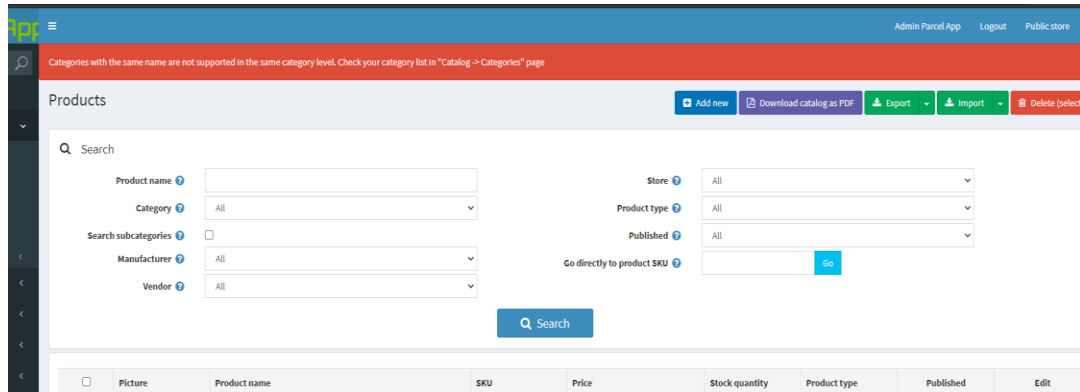 App
Admin Parcel App Logout Public store
Categories with the same name are not supported in the same category level. Check your category list in "Catalog -> Categories" page
Products
Add new Download catalog as PDF Export Import Delete (select
Search
Product name Store All
Category All Product type All
Search subcategories Published All
Manufacturer All Go directly to product SKU Go
Vendor All
Search
Picture Product name SKU Price Stock quantity Product type Published Edit